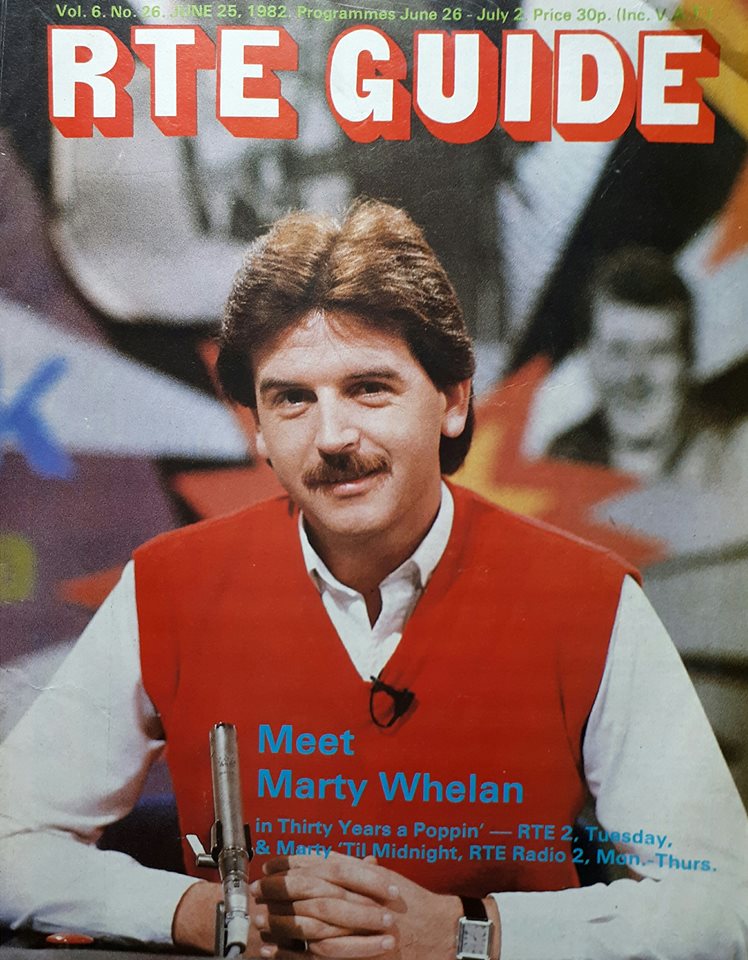 Vol. 6. No. 26. JUNE 25, 1982. Programmes June 26 - July 2. Price 30p. (Inc. V.A.T.)
RTE GUIDE
K
Meet
Marty Whelan
in Thirty Years a Poppin' — RTE 2, Tuesday,
& Marty 'Til Midnight, RTE Radio 2, Mon.-Thurs.